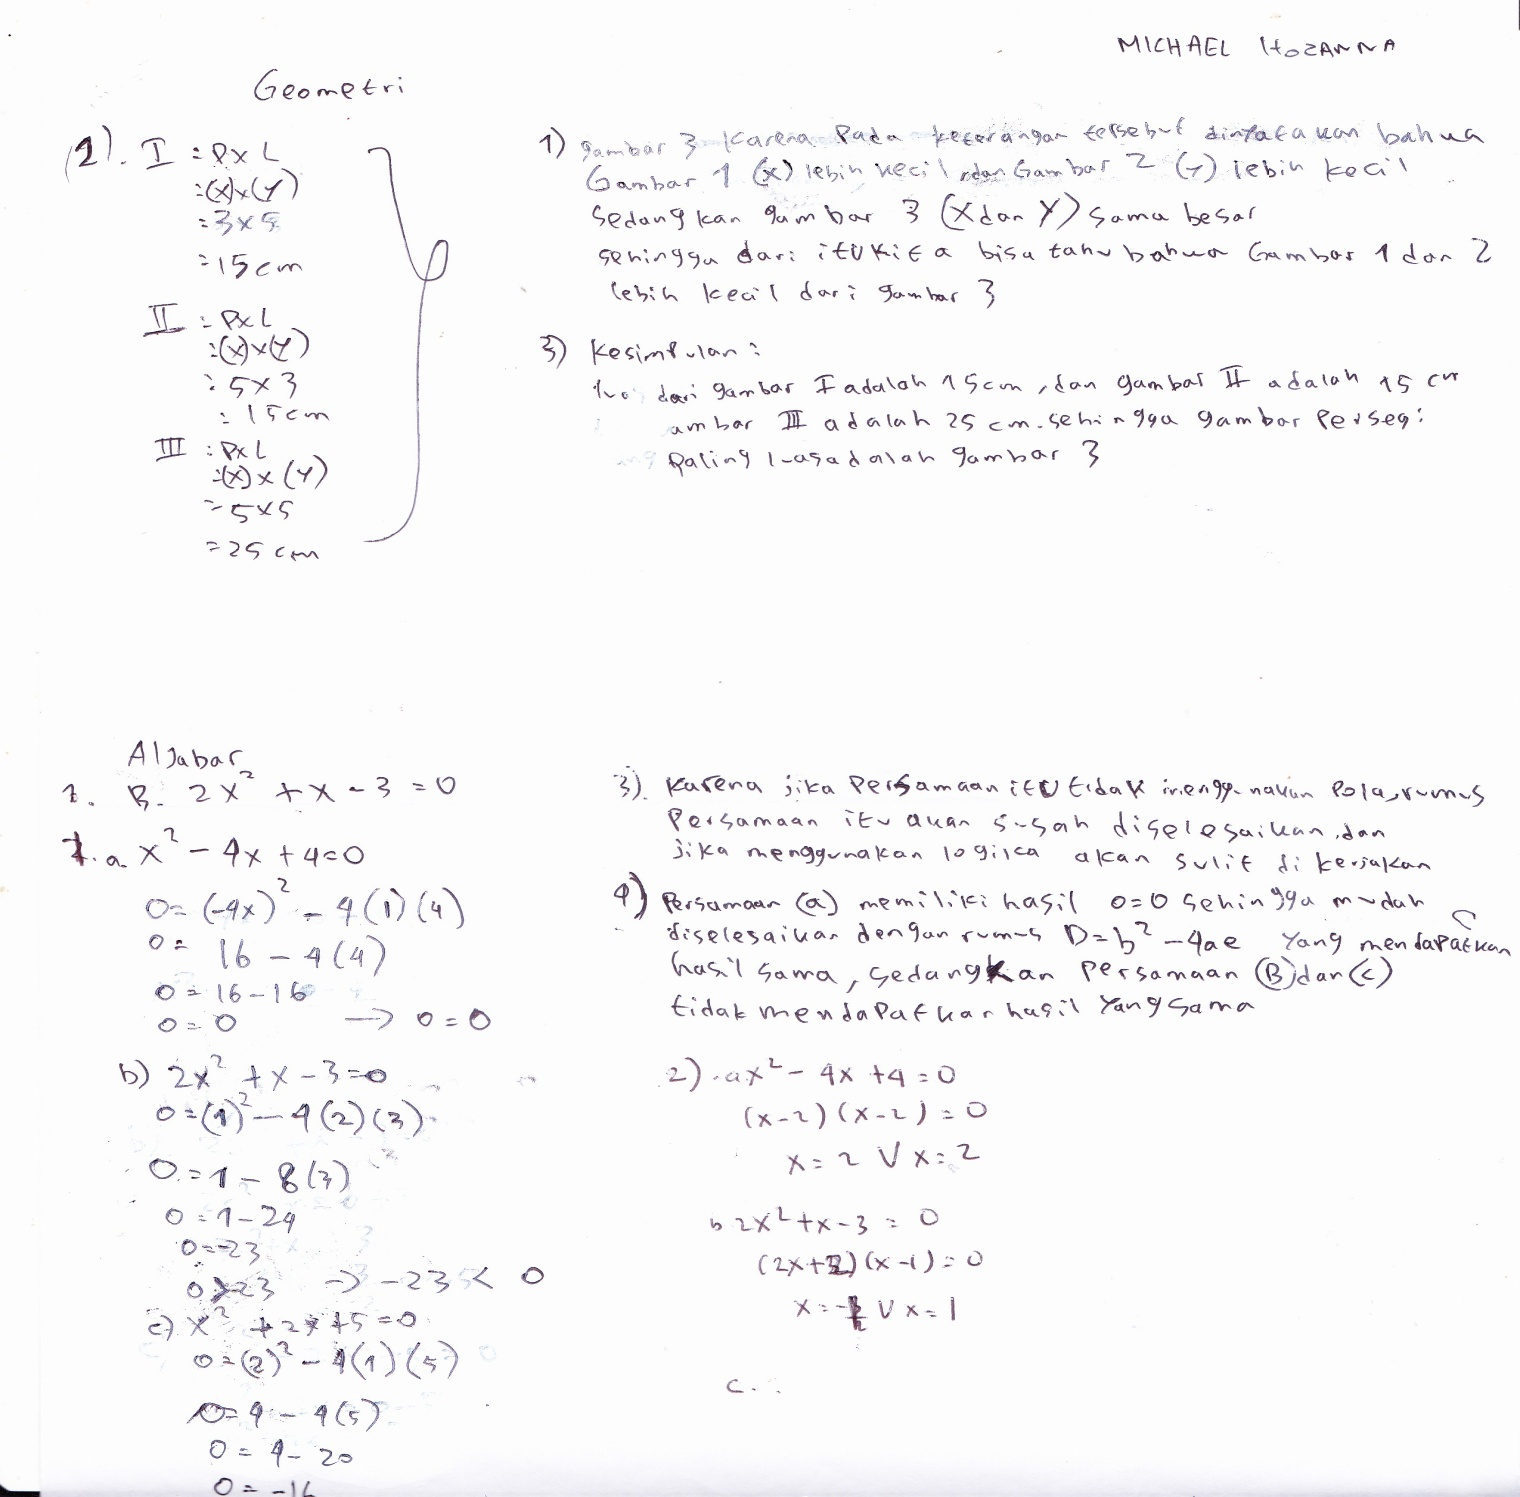 MICHAEL HOZANNA
Geometri
2). I = P x L
= (x) x (Y)
= 3 x 5
= 15 cm
II = P x L
= (x) x (Y)
= 5 x 3
= 15 cm
III = P x L
= (x) x (Y)
= 5 x 5
= 25 cm
1) gambar 3 Karena Pada keterangan tersebut dinyatakan bahwa
Gambar 1 (x) lebih kecil dan Gambar 2 (Y) lebih kecil
Sedangkan gambar 3 (X dan Y) sama besar
sehingga dari itu kita bisa tahu bahwa Gambar 1 dan 2
lebih kecil dari gambar 3
3) Kesimpulan :
dari gambar I adalah 15 cm, dan gambar II adalah 15 cm
ambar III adalah 25 cm. sehingga gambar Persegi
ang Paling luas adalah gambar 3
Aljabar
1. B. 2x² + x - 3 = 0
1. a. x² - 4x + 4 = 0
0 = (-4x)² - 4(1)(4)
0 = 16 - 4(4)
0 = 16 - 16
0 = 0 → 0 = 0
b) 2x² + x - 3 = 0
0 = (1)² - 4(2)(3)
0 = 1 - 8(3)
0 = 1 - 24
0 = -23
0 > 23 → -23 < 0
c) x² + 2x + 5 = 0
0 = (2)² - 4(1)(5)
0 = 4 - 4(5)
0 = 4 - 20
0 = -16
3). Karena jika Persamaan itu tidak menggunakan Pola, rumus
Persamaan itu akan susah diselesaikan, dan
jika menggunakan logika akan sulit di kerjakan
4) Persamaan (a) memiliki hasil 0=0 sehingga mudah
diselesaikan dengan rumus D = b² - 4ac yang mendapatkan
hasil sama, sedangkan Persamaan (B) dan (c)
tidak mendapatkan hasil Yang sama
2). ax² - 4x + 4 = 0
(x-2)(x-2) = 0
x = 2 V x = 2
b 2x² + x - 3 = 0
(2x+3)(x-1) = 0
V x = 1
c. .